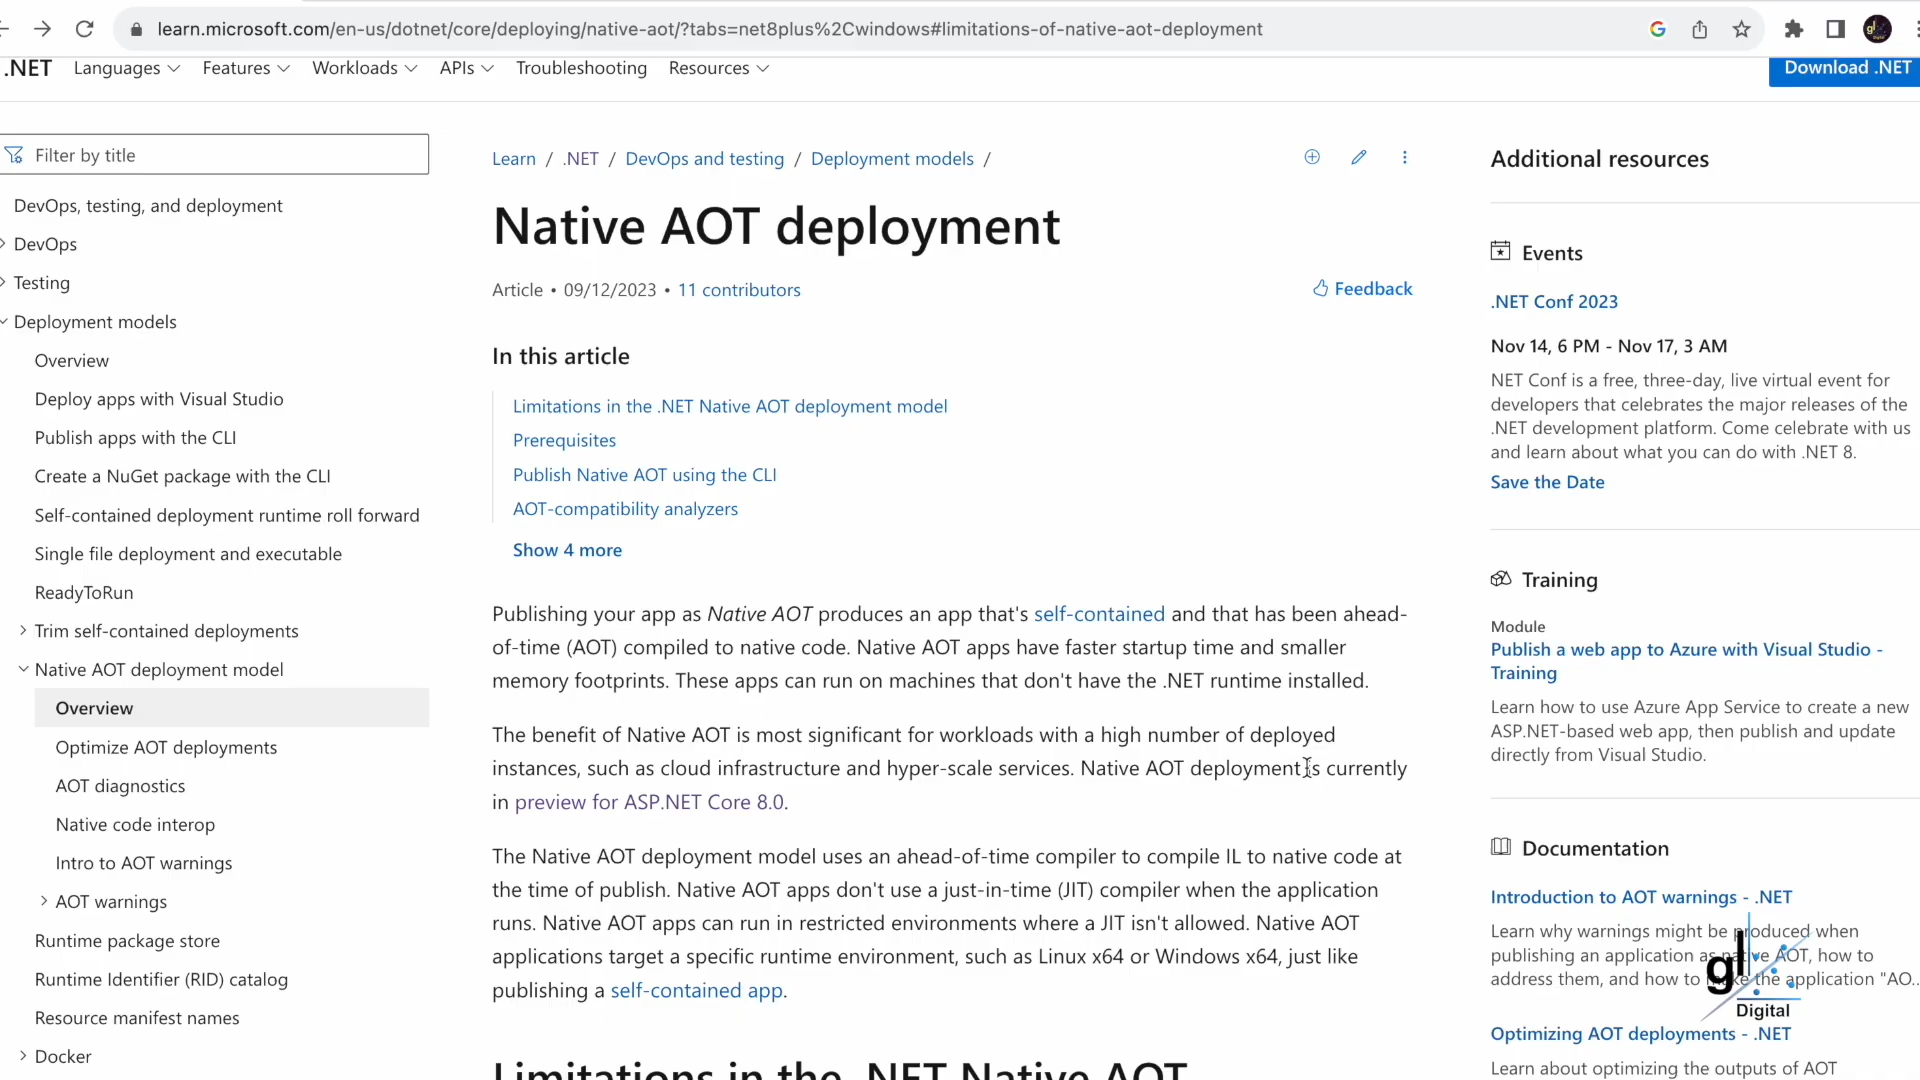 learn.microsoft.com/en-us/dotnet/core/deploying/native-aot/?tabs=net8plus%2Cwindows#limitations-of-native-aot-deployment
.NET Languages Features Workloads APIs Troubleshooting Resources Download .NET
Filter by title
DevOps, testing, and deployment
DevOps
Testing
Deployment models
Overview
Deploy apps with Visual Studio
Publish apps with the CLI
Create a NuGet package with the CLI
Self-contained deployment runtime roll forward
Single file deployment and executable
ReadyToRun
Trim self-contained deployments
Native AOT deployment model
Overview
Optimize AOT deployments
AOT diagnostics
Native code interop
Intro to AOT warnings
AOT warnings
Runtime package store
Runtime Identifier (RID) catalog
Resource manifest names
Docker
Learn / .NET / DevOps and testing / Deployment models /
Native AOT deployment
Article • 09/12/2023 • 11 contributors
Feedback
In this article
Limitations in the .NET Native AOT deployment model
Prerequisites
Publish Native AOT using the CLI
AOT-compatibility analyzers
Show 4 more
Publishing your app as Native AOT produces an app that's self-contained and that has been ahead-
of-time (AOT) compiled to native code. Native AOT apps have faster startup time and smaller
memory footprints. These apps can run on machines that don't have the .NET runtime installed.
The benefit of Native AOT is most significant for workloads with a high number of deployed
instances, such as cloud infrastructure and hyper-scale services. Native AOT deployment is currently
in preview for ASP.NET Core 8.0.
The Native AOT deployment model uses an ahead-of-time compiler to compile IL to native code at
the time of publish. Native AOT apps don't use a just-in-time (JIT) compiler when the application
runs. Native AOT apps can run in restricted environments where a JIT isn't allowed. Native AOT
applications target a specific runtime environment, such as Linux x64 or Windows x64, just like
publishing a self-contained app.
Limitations in the .NET Native AOT
Additional resources
Events
.NET Conf 2023
Nov 14, 6 PM - Nov 17, 3 AM
NET Conf is a free, three-day, live virtual event for
developers that celebrates the major releases of the
.NET development platform. Come celebrate with us
and learn about what you can do with .NET 8.
Save the Date
Training
Module
Publish a web app to Azure with Visual Studio -
Training
Learn how to use Azure App Service to create a new
ASP.NET-based web app, then publish and update
directly from Visual Studio.
Documentation
Introduction to AOT warnings - .NET
Learn why warnings might be produced when
publishing an application as native AOT, how to
address them, and how to make the application "AO...
Optimizing AOT deployments - .NET
Learn about optimizing the outputs of AOT
gl
Digital